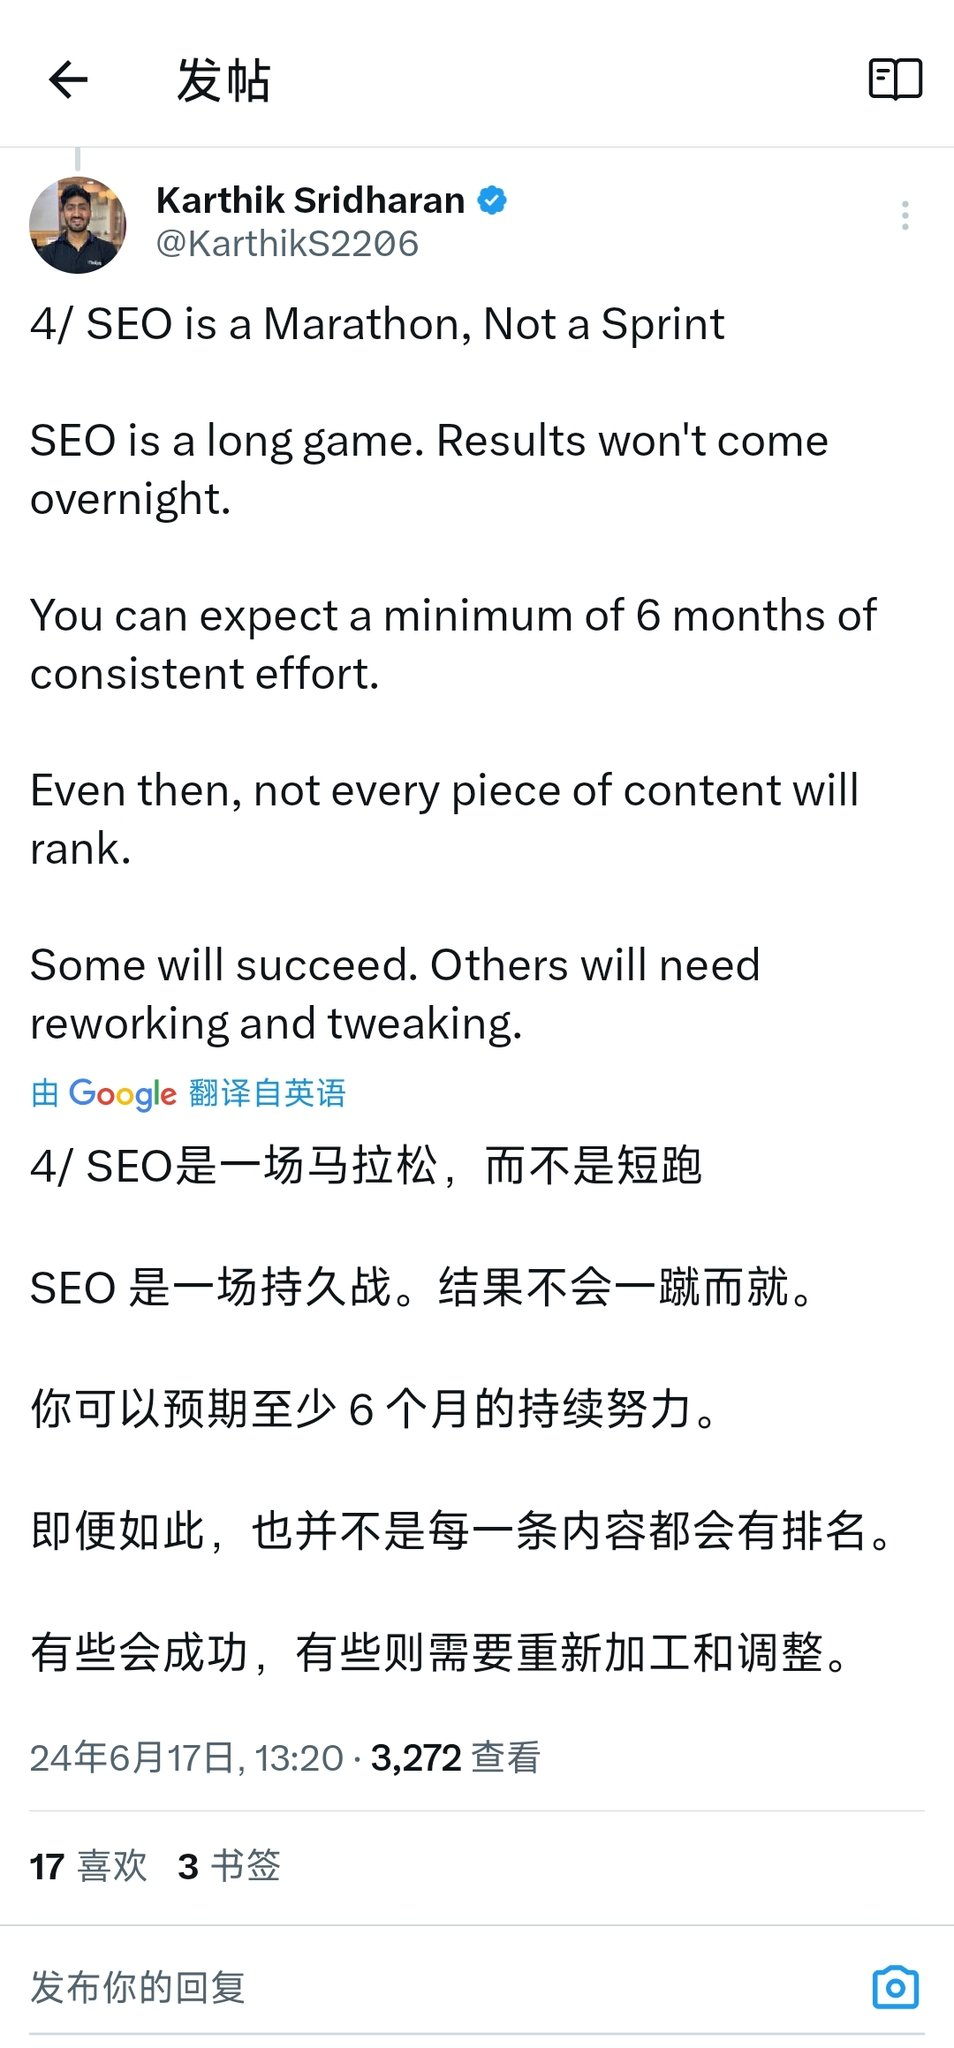 发帖
Karthik Sridharan
@KarthikS2206
4/ SEO is a Marathon, Not a Sprint
SEO is a long game. Results won't come
overnight.
You can expect a minimum of 6 months of
consistent effort.
Even then, not every piece of content will
rank.
Some will succeed. Others will need
reworking and tweaking.
由 Google 翻译自英语
4/ SEO是一场马拉松，而不是短跑
SEO 是一场持久战。结果不会一蹴而就。
你可以预期至少 6 个月的持续努力。
即便如此，也并不是每一条内容都会有排名。
有些会成功，有些则需要重新加工和调整。
24年6月17日, 13:20 · 3,272 查看
17 喜欢 3 书签
发布你的回复